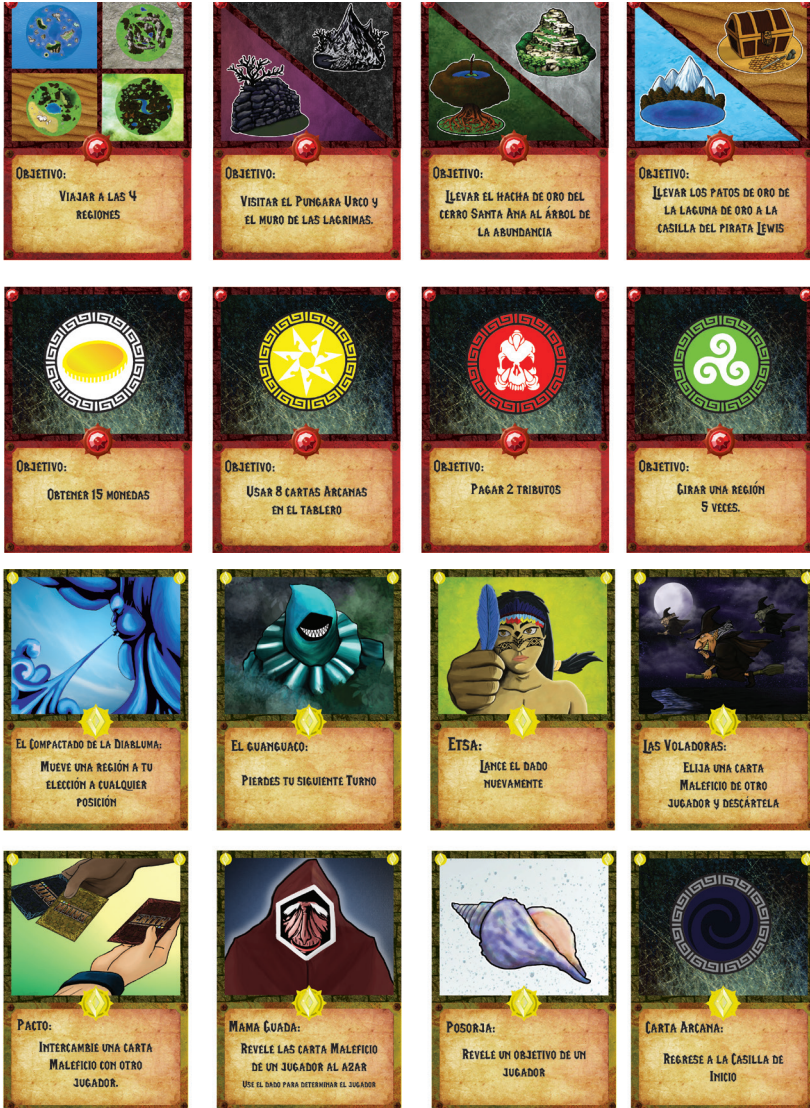 Objetivo:
Viajar a las 4
regiones
Objetivo:
Visitar el Pungara Urco y
el muro de las lagrimas.
Objetivo:
Llevar el hacha de oro del
cerro Santa Ana al árbol de
la abundancia
Objetivo:
Llevar los patos de oro de
la laguna de oro a la
casilla del pirata Lewis
Objetivo:
Obtener 15 monedas
Objetivo:
Usar 8 cartas Arcanas
en el tablero
Objetivo:
Pagar 2 tributos
Objetivo:
Girar una región
5 veces.
El Compactado de la Diabluma:
Mueve una región a tu
elección a cualquier
posición
El guanguaco:
Pierdes tu siguiente Turno
Etsa:
Lance el dado
nuevamente
Las Voladoras:
Elija una carta
Maleficio de otro
jugador y descártela
Pacto:
Intercambie una carta
Maleficio con otro
jugador.
Mama Guada:
Revele las carta Maleficio
de un jugador al azar
Use el dado para determinar el jugador
Posorja:
Revele un objetivo de un
jugador
Carta Arcana:
Regrese a la Casilla de
Inicio